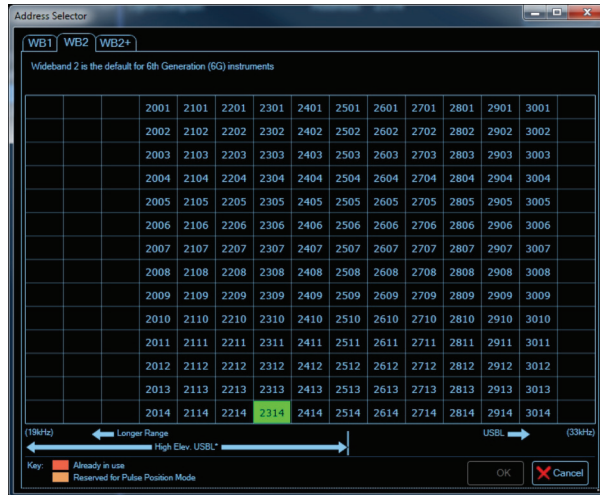 Address Selector
WB1 WB2 WB2+
Wideband 2 is the default for 6th Generation (6G) instruments
2001 2101 2201 2301 2401 2501 2601 2701 2801 2901 3001
2002 2102 2202 2302 2402 2502 2602 2702 2802 2902 3002
2003 2103 2203 2303 2403 2503 2603 2703 2803 2903 3003
2004 2104 2204 2304 2404 2504 2604 2704 2804 2904 3004
2005 2105 2205 2305 2405 2505 2605 2705 2805 2905 3005
2006 2106 2206 2306 2406 2506 2606 2706 2806 2906 3006
2007 2107 2207 2307 2407 2507 2607 2707 2807 2907 3007
2008 2108 2208 2308 2408 2508 2608 2708 2808 2908 3008
2009 2109 2209 2309 2409 2509 2609 2709 2809 2909 3009
2010 2110 2210 2310 2410 2510 2610 2710 2810 2910 3010
2011 2111 2211 2311 2411 2511 2611 2711 2811 2911 3011
2012 2112 2212 2312 2412 2512 2612 2712 2812 2912 3012
2013 2113 2213 2313 2413 2513 2613 2713 2813 2913 3013
2014 2114 2214 2314 2414 2514 2614 2714 2814 2914 3014
(19kHz) Longer Range USBL (33kHz)
High Elev. USBL*
Key: Already in use
Reserved for Pulse Position Mode
OK Cancel